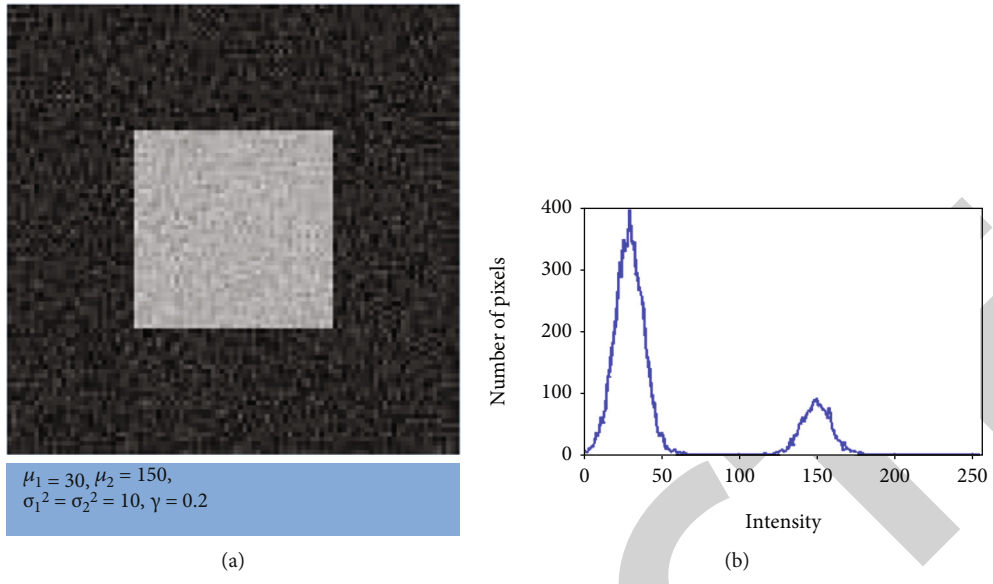 μ₁ = 30, μ₂ = 150,
σ₁² = σ₂² = 10, γ = 0.2
(a)
400
300
200
100
0
Number of pixels
0 50 100 150 200 250
Intensity
(b)